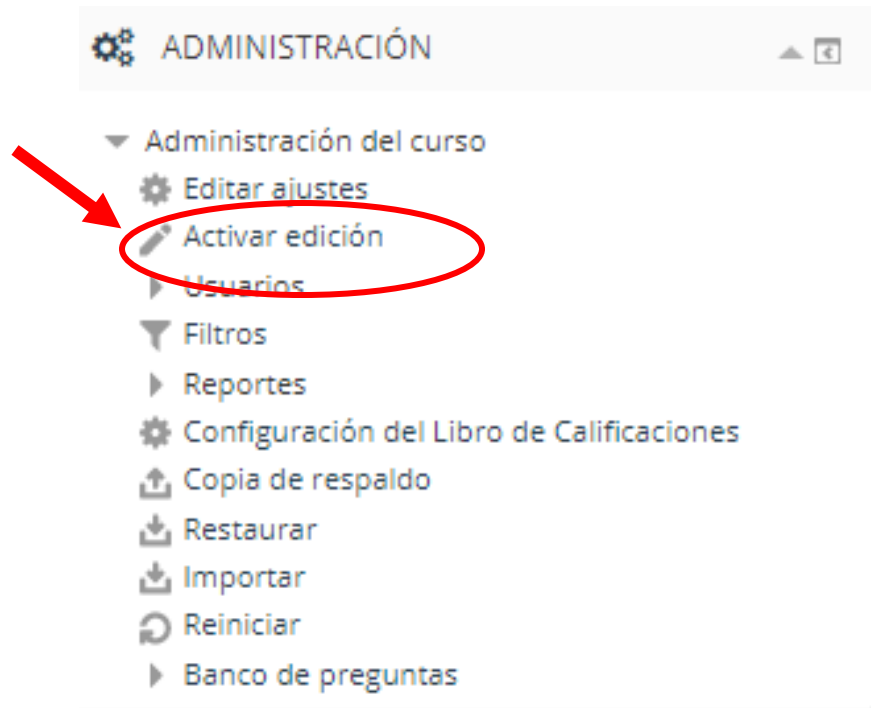 ADMINISTRACIÓN
Administración del curso
Editar ajustes
Activar edición
Usuarios
Filtros
Reportes
Configuración del Libro de Calificaciones
Copia de respaldo
Restaurar
Importar
Reiniciar
Banco de preguntas